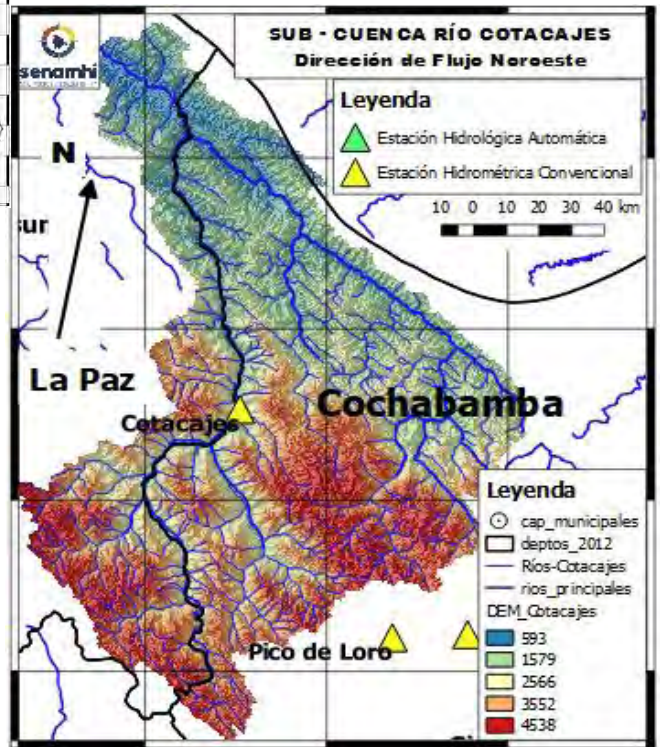 senamhi
SUB - CUENCA RÍO COTACAJES
Dirección de Flujo Noroeste
Leyenda
Estación Hidrológica Automática
Estación Hidrométrica Convencional
10 0 10 20 30 40 km
N
sur
La Paz
Cotacajes
Cochabamba
Pico de Loro
Leyenda
cap_municipales
deptos_2012
Ríos-Cotacajes
rios_principales
DEM_Cotacajes
593
1579
2566
3552
4538